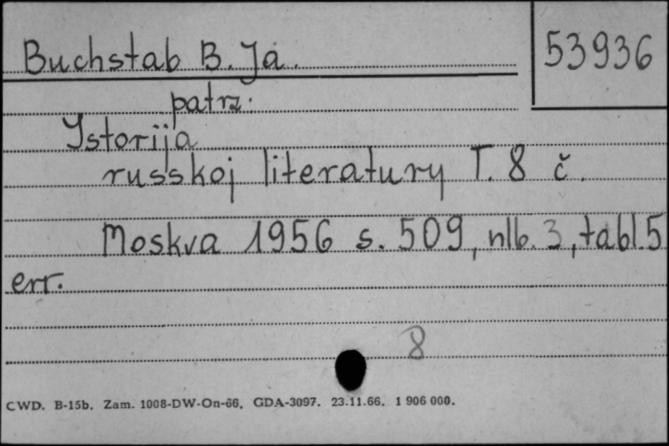 Buchstab B. Ja.
53936
patrz.
Istorija
russkoj literatury T. 8 č.
Moskva 1956 s. 509, nlb. 3, tabl. 5
err.
8
CWD. B-15b. Zam. 1008-DW-On-66. GDA-3097. 23.11.66. 1 906 000.